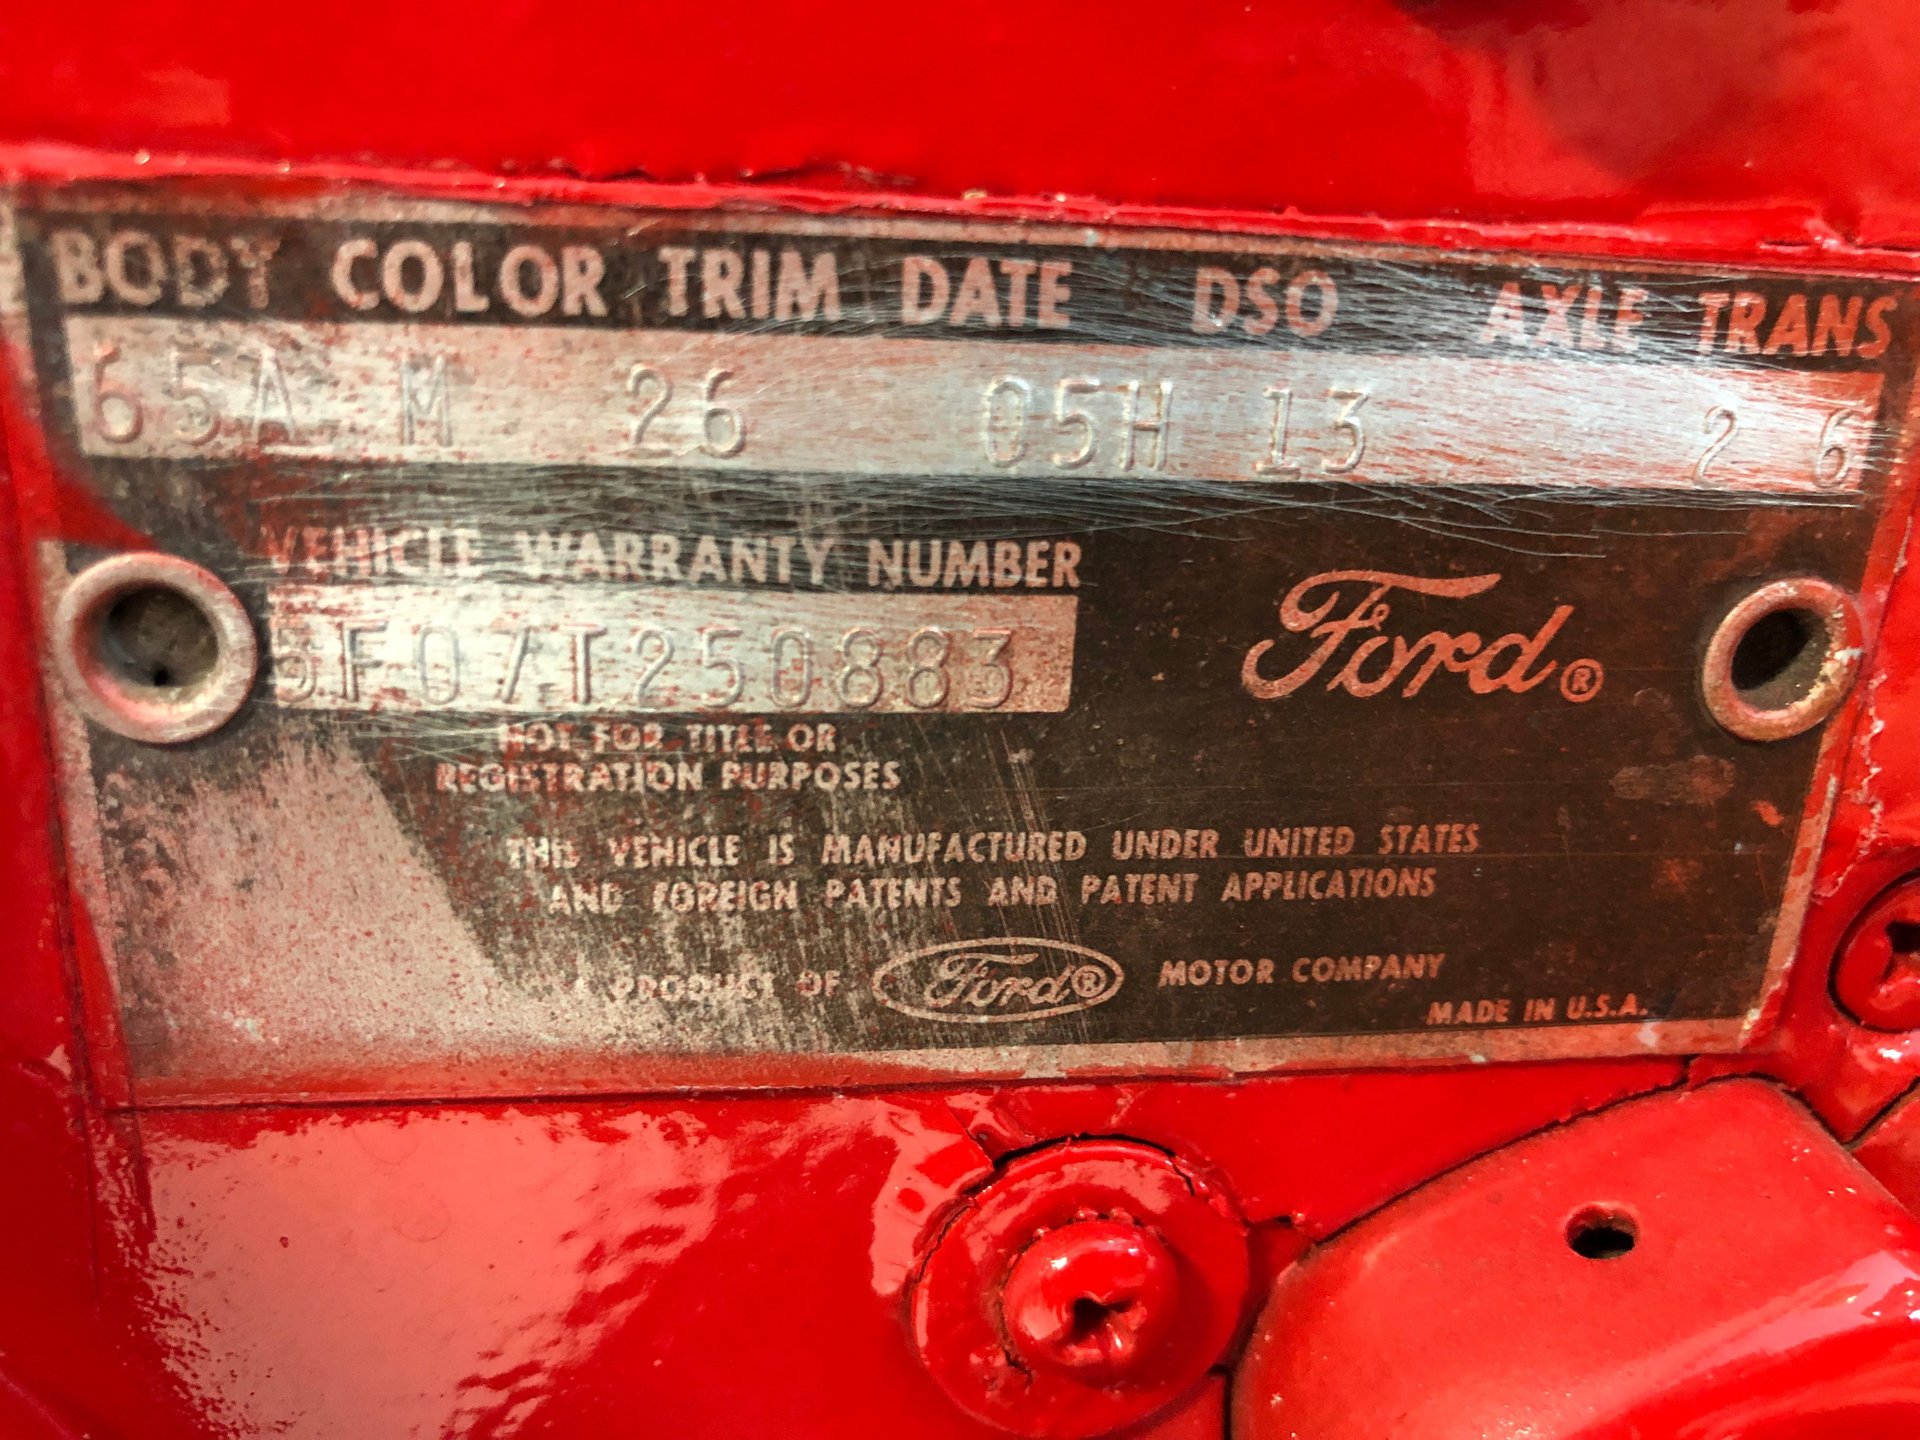 BODY COLOR TRIM DATE DSO AXLE TRANS
65A M 26 05H 13 2 6
VEHICLE WARRANTY NUMBER
5F07T250883
Ford®
NOT FOR TITLE OR
REGISTRATION PURPOSES
THIS VEHICLE IS MANUFACTURED UNDER UNITED STATES
AND FOREIGN PATENTS AND PATENT APPLICATIONS
PRODUCT OF Ford® MOTOR COMPANY
MADE IN U.S.A.